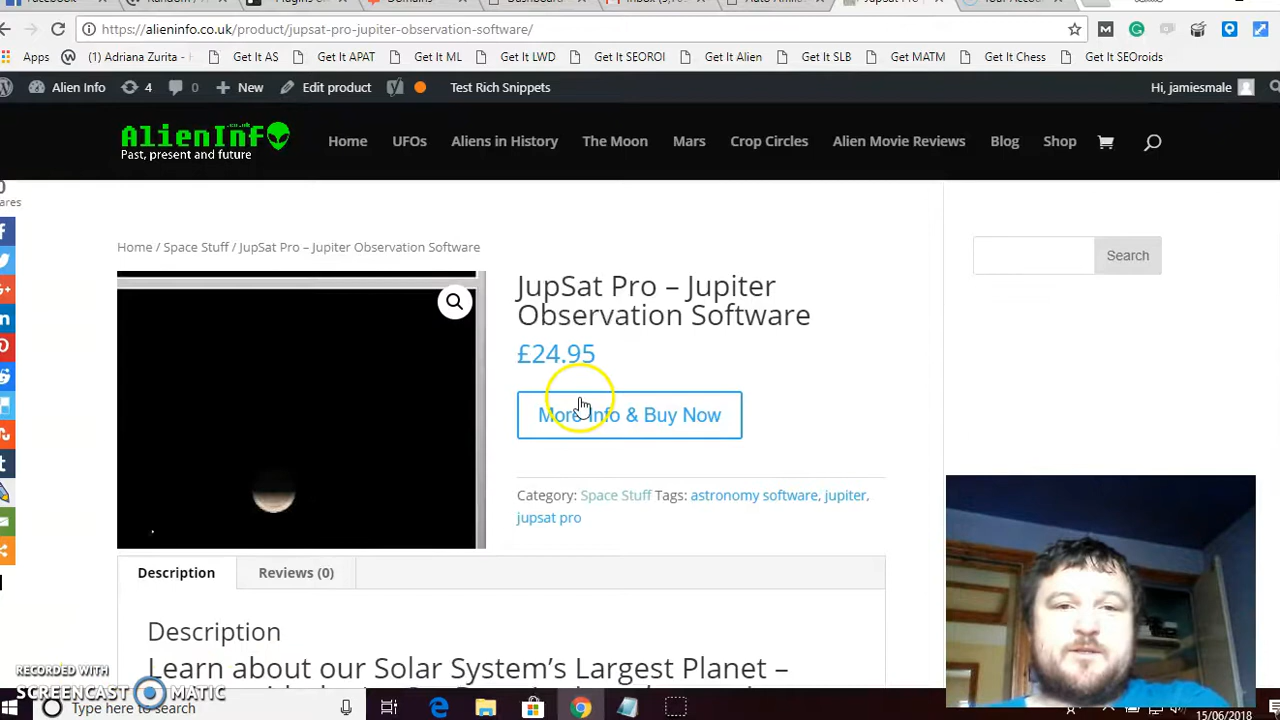 https://alieninfo.co.uk/product/jupsat-pro-jupiter-observation-software/
Apps (1) Adriana Zurita - Get It AS Get It APAT Get It ML Get It LWD Get It SEOROI Get It Alien Get It SLB Get MATM Get It Chess Get It SEOroids
Alien Info 4 0 New Edit product Test Rich Snippets Hi, jamiesmale
AlienInf .co.uk
Past, present and future
Home UFOs Aliens in History The Moon Mars Crop Circles Alien Movie Reviews Blog Shop
0
ares
Home / Space Stuff / JupSat Pro – Jupiter Observation Software
Search
JupSat Pro – Jupiter
Observation Software
£24.95
More Info & Buy Now
Category: Space Stuff Tags: astronomy software, jupiter,
jupsat pro
Description Reviews (0)
Description
Learn about our Solar System’s Largest Planet –
RECORDED WITH
SCREENCAST MATIC
Type here to search
15/06/2018